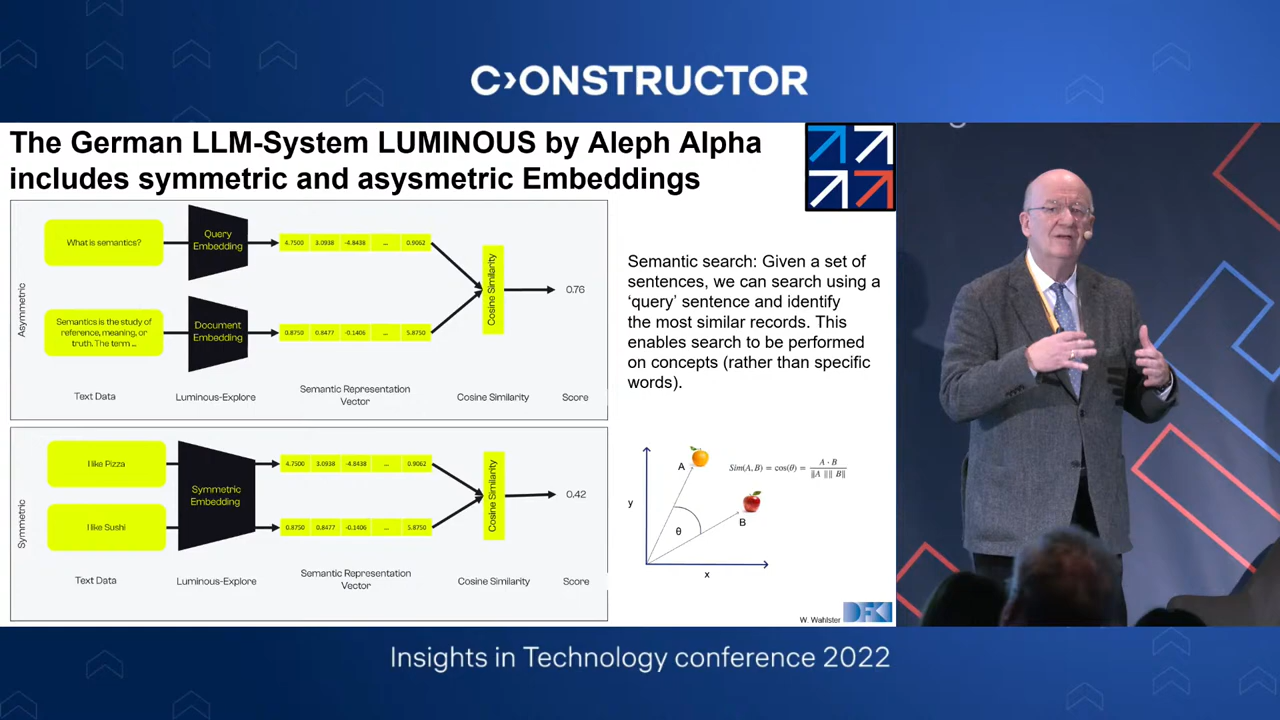 C›ONSTRUCTOR
The German LLM-System LUMINOUS by Aleph Alpha
includes symmetric and asysmetric Embeddings
Asymmetric
What is semantics?
Query
Embedding
4.7500 3.0938 -4.8438 ... 0.9062
Semantics is the study of
reference, meaning, or
truth. The term ...
Document
Embedding
0.8750 0.8477 -0.1406 ... 5.8750
Cosine Similarity
0.76
Text Data
Luminous-Explore
Semantic Representation
Vector
Cosine Similarity
Score
Symmetric
I like Pizza
I like Sushi
Symmetric
Embedding
4.7500 3.0938 -4.8438 ... 0.9062
0.8750 0.8477 -0.1406 ... 5.8750
Cosine Similarity
0.42
Text Data
Luminous-Explore
Semantic Representation
Vector
Cosine Similarity
Score
Semantic search: Given a set of
sentences, we can search using a
‘query’ sentence and identify
the most similar records. This
enables search to be performed
on concepts (rather than specific
words).
y
A
B
θ
x
Sim(A, B) = cos(θ) = A · B / ‖A‖‖B‖
W. Wahlster
DFKI
Insights in Technology conference 2022